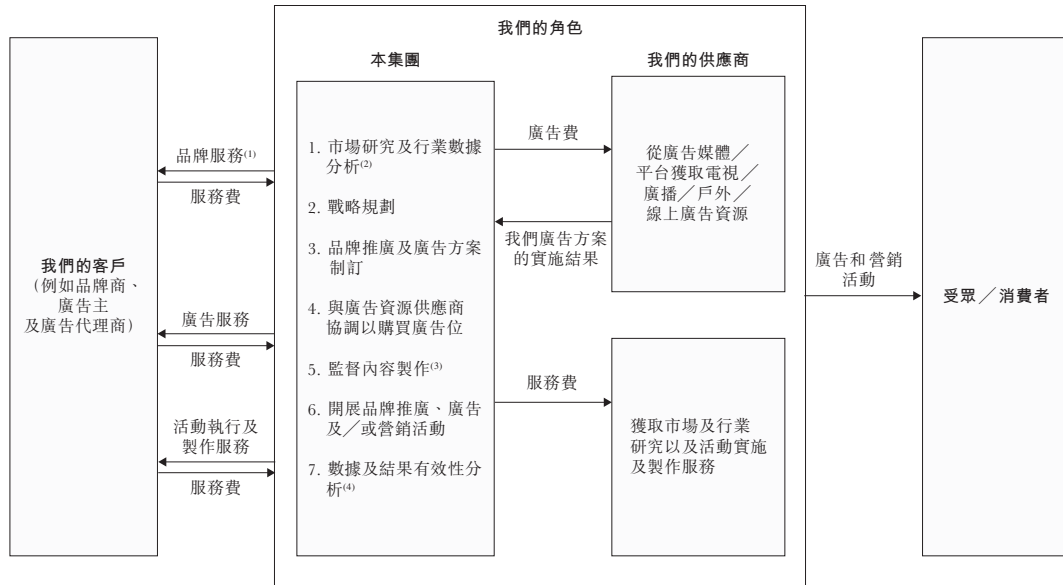 我們的角色
本集團
我們的供應商
我們的客戶
（例如品牌商、
廣告主
及廣告代理商）
品牌服務(1)
服務費
廣告服務
服務費
活動執行及
製作服務
服務費
1. 市場研究及行業數據
分析(2)
2. 戰略規劃
3. 品牌推廣及廣告方案
制訂
4. 與廣告資源供應商
協調以購買廣告位
5. 監督內容製作(3)
6. 開展品牌推廣、廣告
及／或營銷活動
7. 數據及結果有效性分
析(4)
廣告費
我們廣告方案
的實施結果
服務費
從廣告媒體／
平台獲取電視／
廣播／戶外／
線上廣告資源
獲取市場及行業
研究以及活動實施
及製作服務
廣告和營銷
活動
受眾／消費者